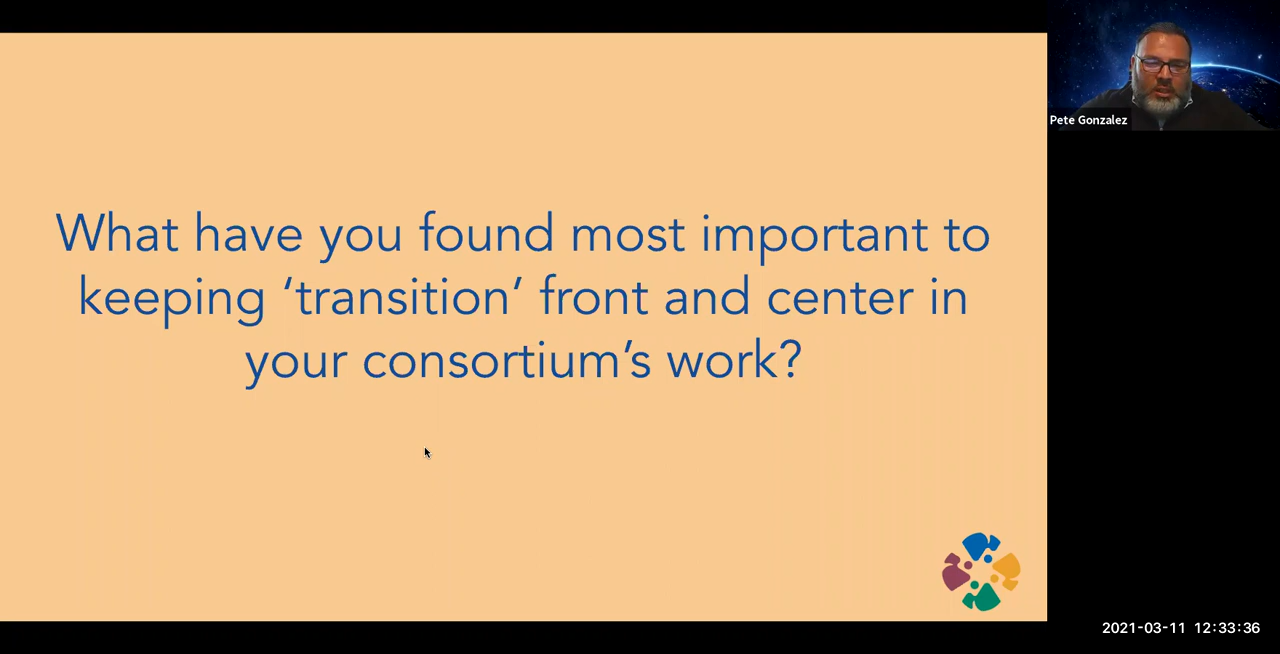 What have you found most important to
keeping ‘transition’ front and center in
your consortium’s work?
Pete Gonzalez
2021-03-11 12:33:36